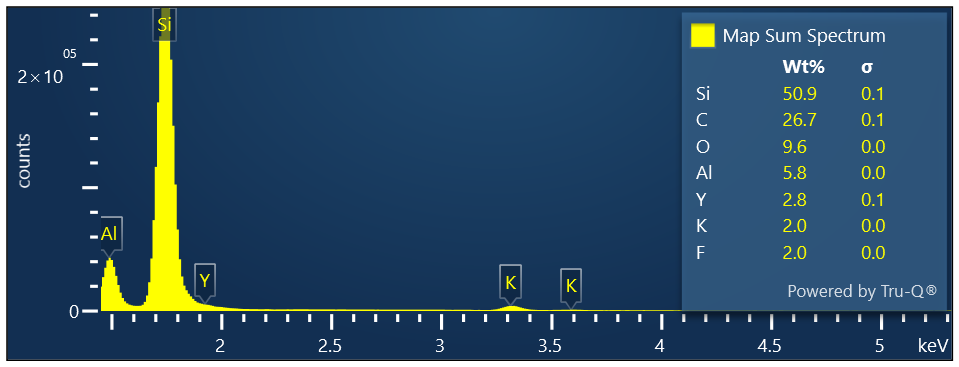 Si
2×10 05
counts
Al
Y
K
K
0
2
2.5
3
3.5
4
4.5
5
keV
Map Sum Spectrum
Wt% σ
Si 50.9 0.1
C 26.7 0.1
O 9.6 0.0
Al 5.8 0.0
Y 2.8 0.1
K 2.0 0.0
F 2.0 0.0
Powered by Tru-Q®